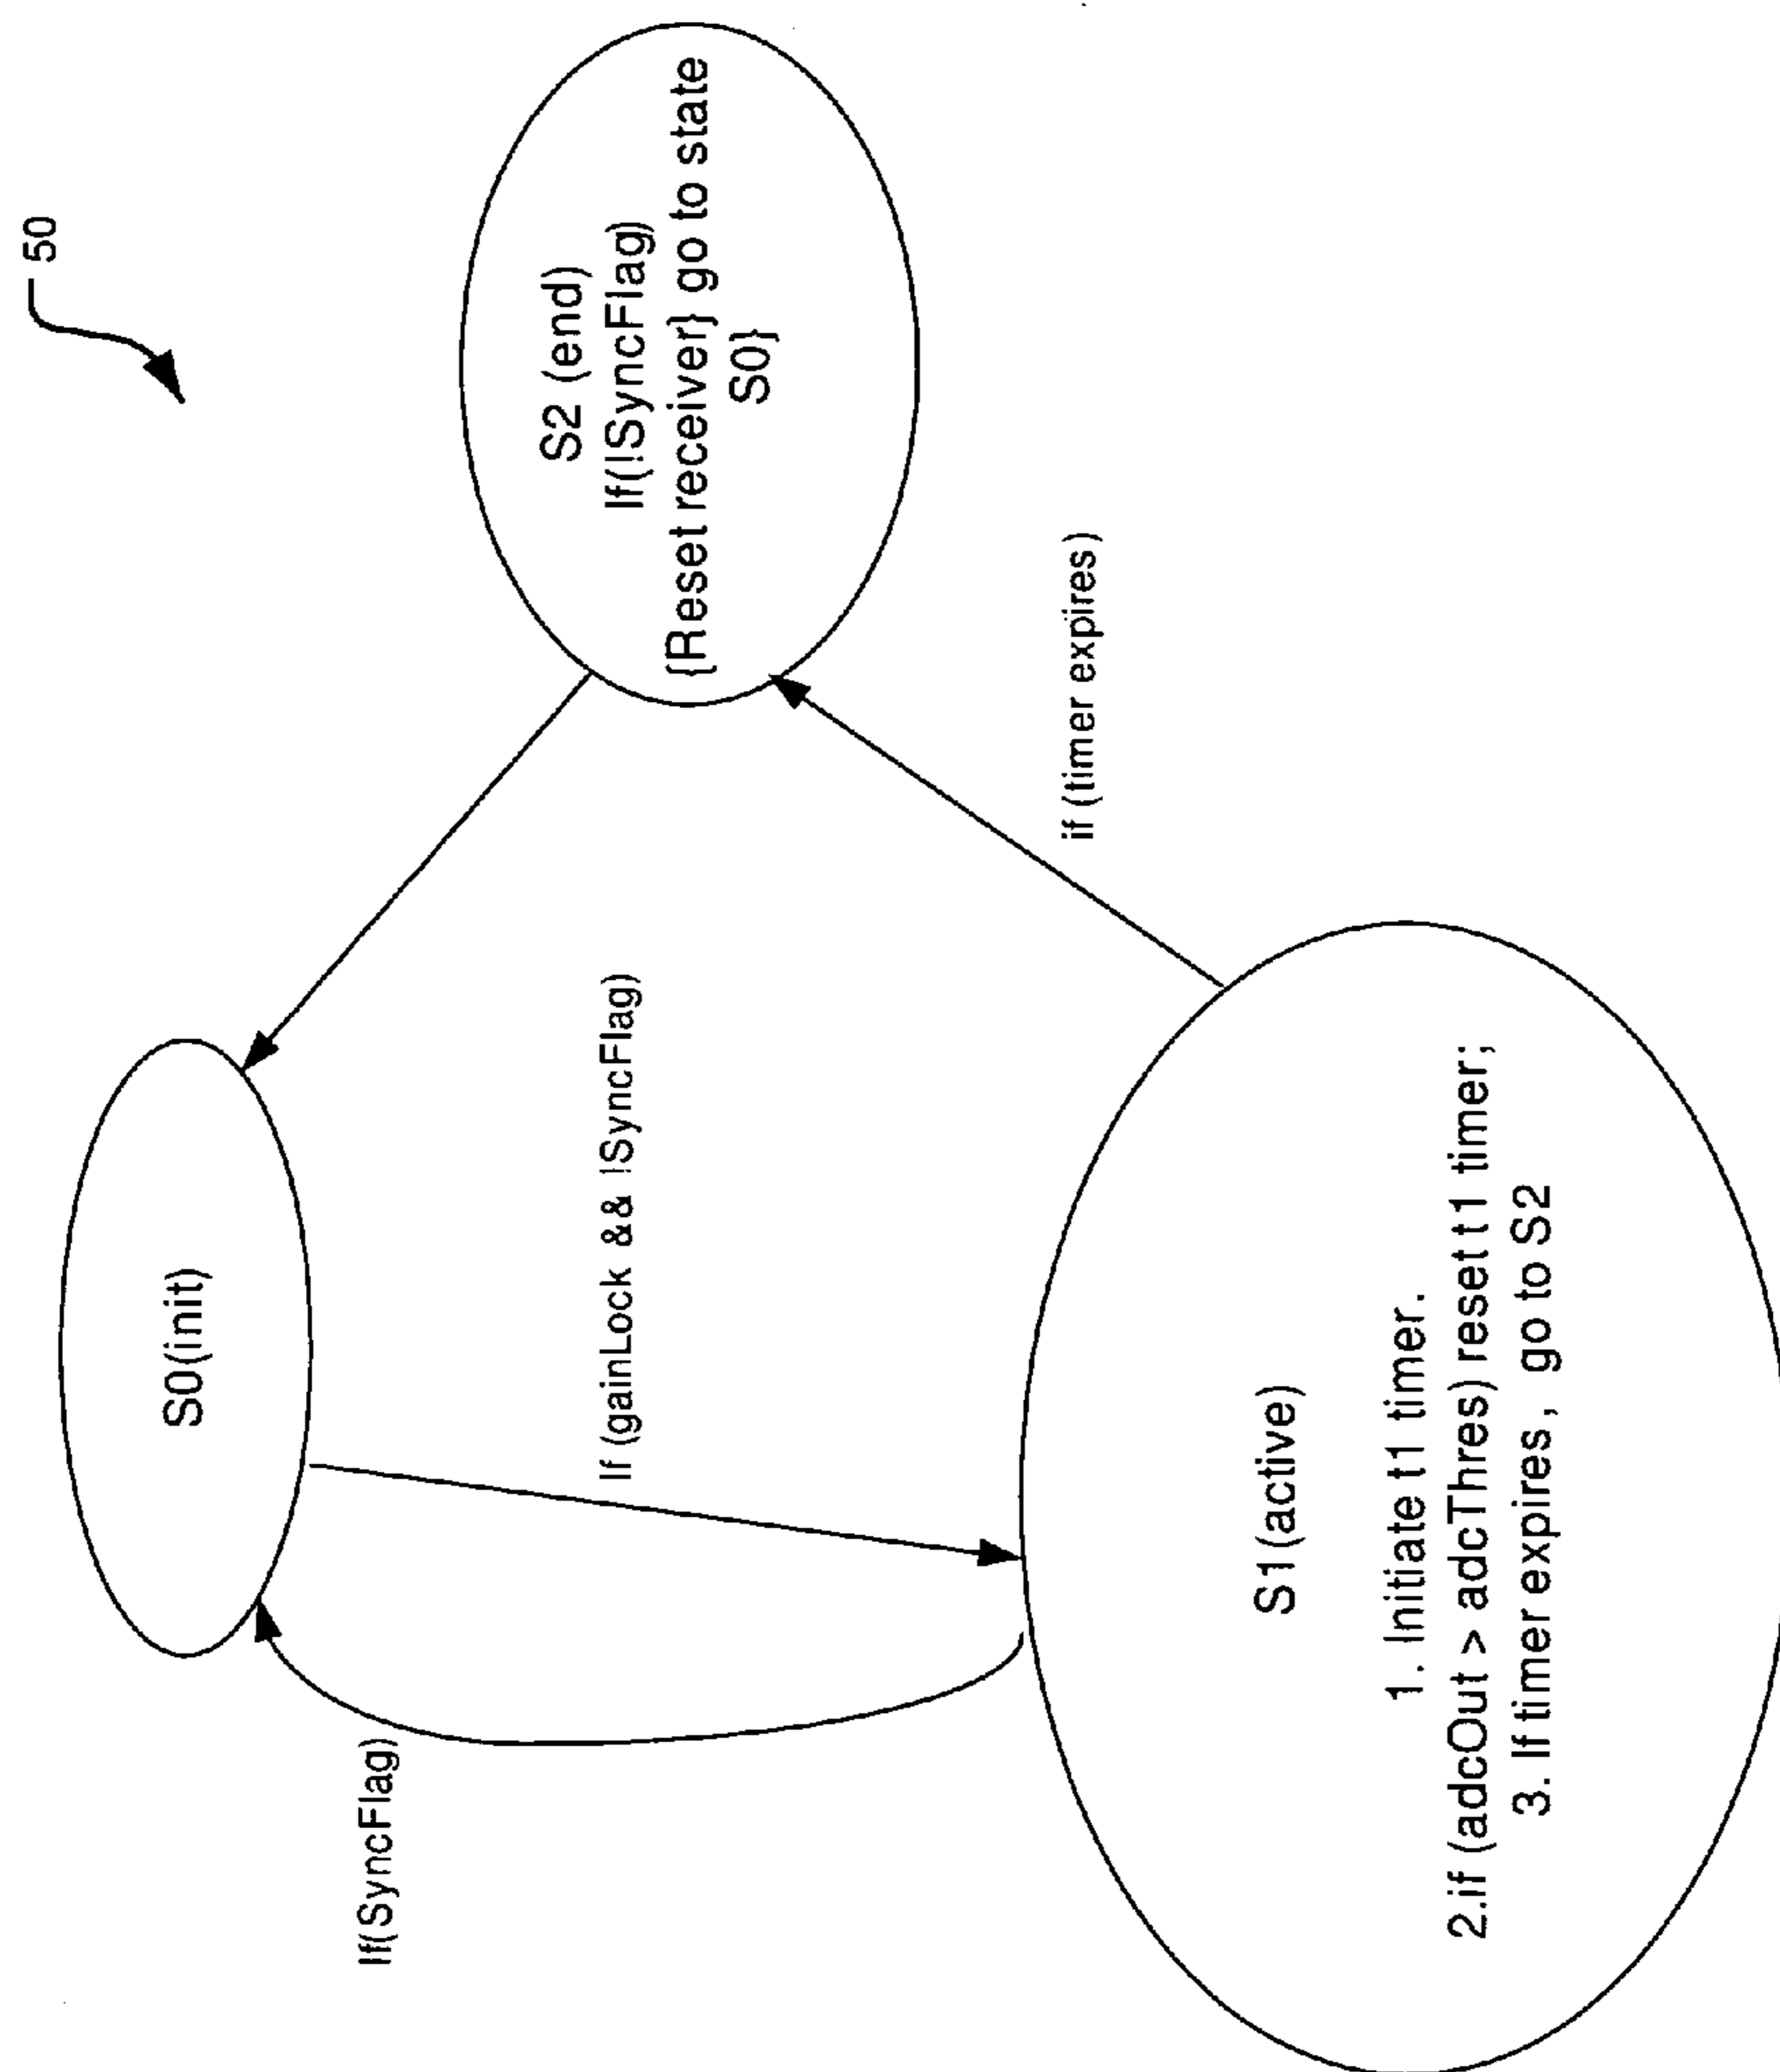 50
S0(init)
S2 (end)
If(!SyncFlag)
{Reset receiver} go to state
S0}
If(SyncFlag)
If (gainLock && !SyncFlag)
if (timer expires)
S1(active)
1. Initiate t1 timer.
2.if (adcOut > adcThres) reset t1 timer;
3. If timer expires, go to S2